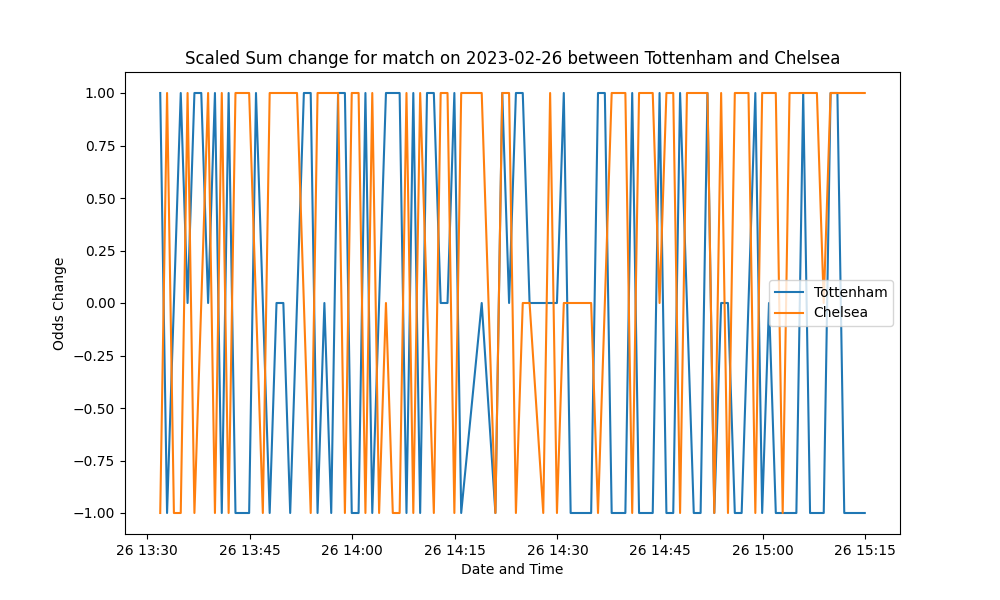 Scaled Sum change for match on 2023-02-26 between Tottenham and Chelsea
1.00
0.75
0.50
0.25
0.00
−0.25
−0.50
−0.75
−1.00
Odds Change
Tottenham
Chelsea
26 13:30 26 13:45 26 14:00 26 14:15 26 14:30 26 14:45 26 15:00 26 15:15
Date and Time